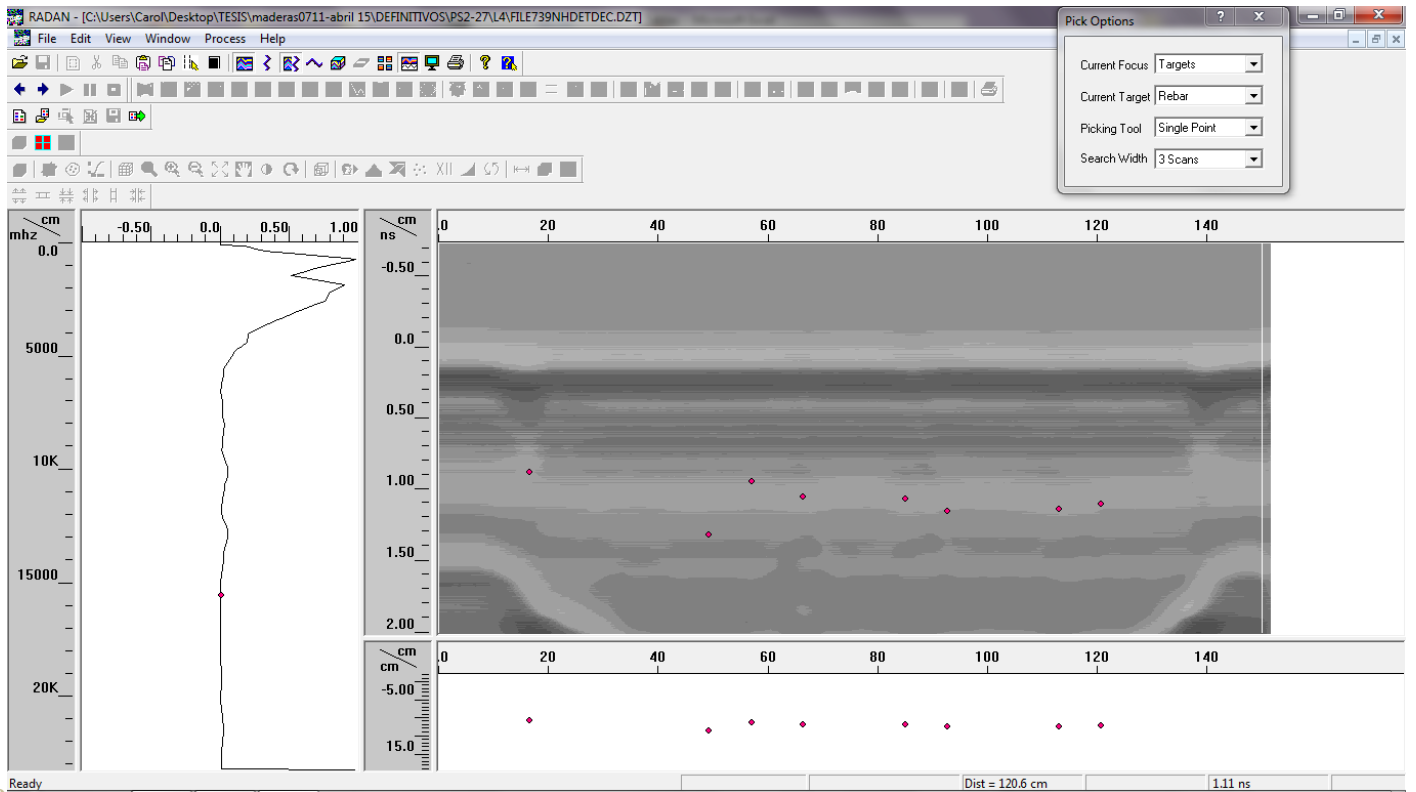 RADAN - [C:\Users\Carol\Desktop\TESIS\maderas0711-abril 15\DEFINITIVOS\PS2-27\L4\FILE739NHDETDEC.DZT]
File Edit View Window Process Help
Pick Options
Current Focus Targets
Current Target Rebar
Picking Tool Single Point
Search Width 3 Scans
XII
cm
mhz
-0.50 0.0 0.50 1.00
cm
ns
.0 20 40 60 80 100 120 140
0.0
5000
10K
15000
20K
-0.50
0.0
0.50
1.00
1.50
2.00
cm
cm
.0 20 40 60 80 100 120 140
-5.00
15.0
Ready Dist = 120.6 cm 1.11 ns